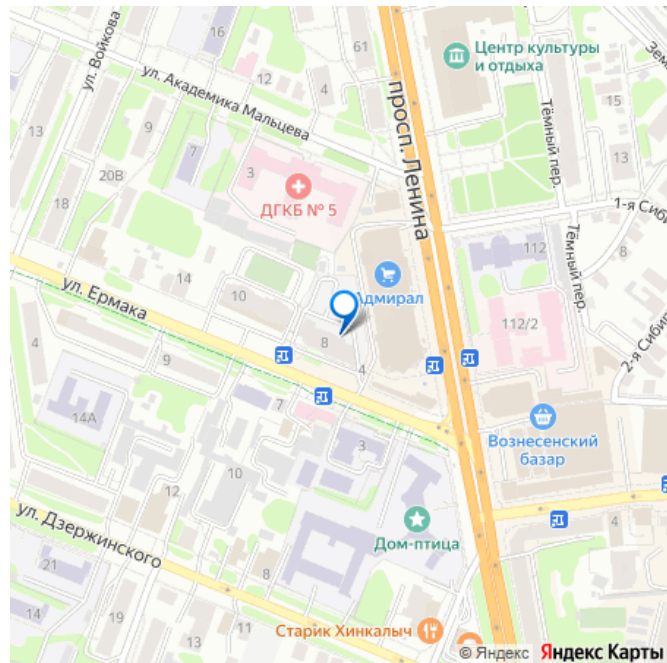 16
61
Центр культуры
и отдыха
Зем
ул. Войкова
12
4
просп. Ленина
15
ул. Академика Мальцева
Тёмный пер.
13
9
7
3
13
20В
ДГКБ № 5
1-я Сиби
18
112
Тёмный пер.
14
Адмирал
ул. Ермака
10
112/2
2-я Сибир
8
4
9
4
14А
7
Вознесенский
базар
3
10
12
4
ул. Дзержинского
Дом-птица
21
8
19
13
11
14
Старик Хинкалыч
© Яндекс Яндекс Карты